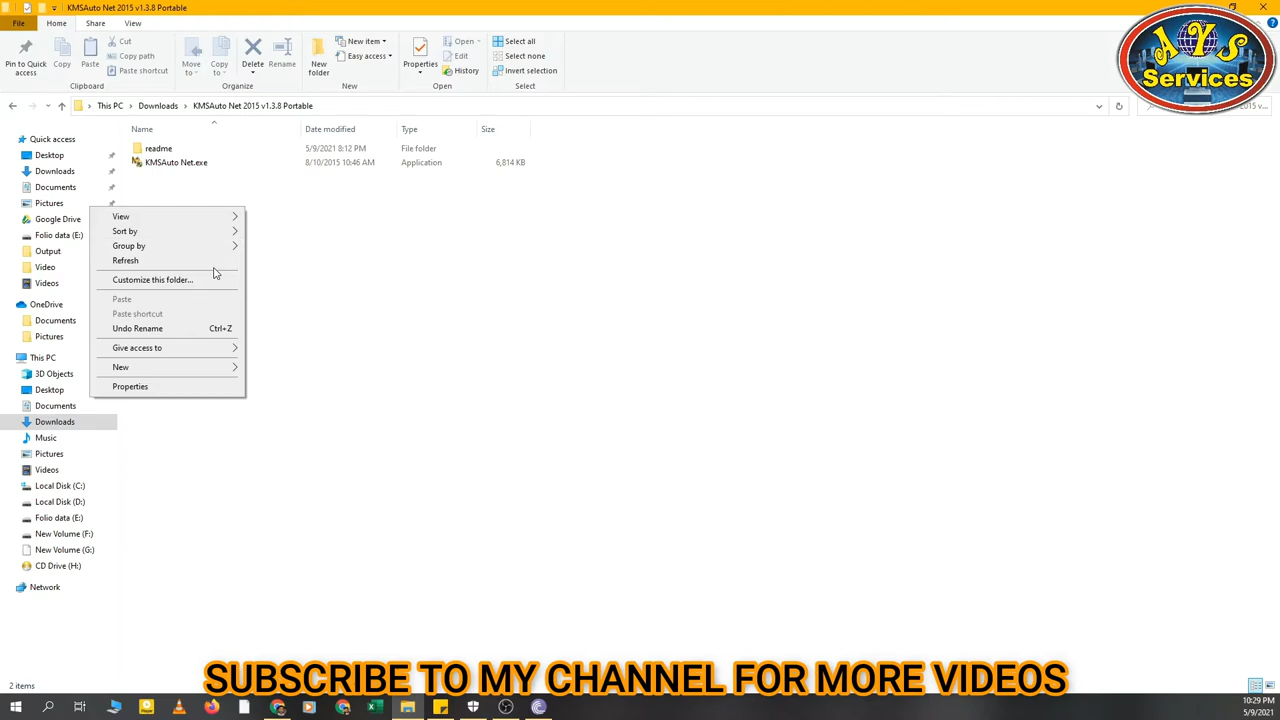 KMSAuto Net 2015 v1.3.8 Portable
File Home Share View
Pin to Quick access
Copy
Paste
Cut
Copy path
Paste shortcut
Clipboard
Move to
Copy to
Delete
Rename
Organize
New folder
New item
Easy access
New
Properties
Open
Edit
History
Open
Select all
Select none
Invert selection
Select
AYS
Services
This PC > Downloads > KMSAuto Net 2015 v1.3.8 Portable
2015 v...
Name Date modified Type Size
readme 5/9/2021 8:12 PM File folder
KMSAuto Net.exe 8/10/2015 10:46 AM Application 6,814 KB
Quick access
Desktop
Downloads
Documents
Pictures
Google Drive
Folio data (E:)
Output
Video
Videos
OneDrive
Documents
Pictures
This PC
3D Objects
Desktop
Documents
Downloads
Music
Pictures
Videos
Local Disk (C:)
Local Disk (D:)
Folio data (E:)
New Volume (F:)
New Volume (G:)
CD Drive (H:)
Network
View
Sort by
Group by
Refresh
Customize this folder...
Paste
Paste shortcut
Undo Rename Ctrl+Z
Give access to
New
Properties
2 items
SUBSCRIBE TO MY CHANNEL FOR MORE VIDEOS
10:29 PM
5/9/2021